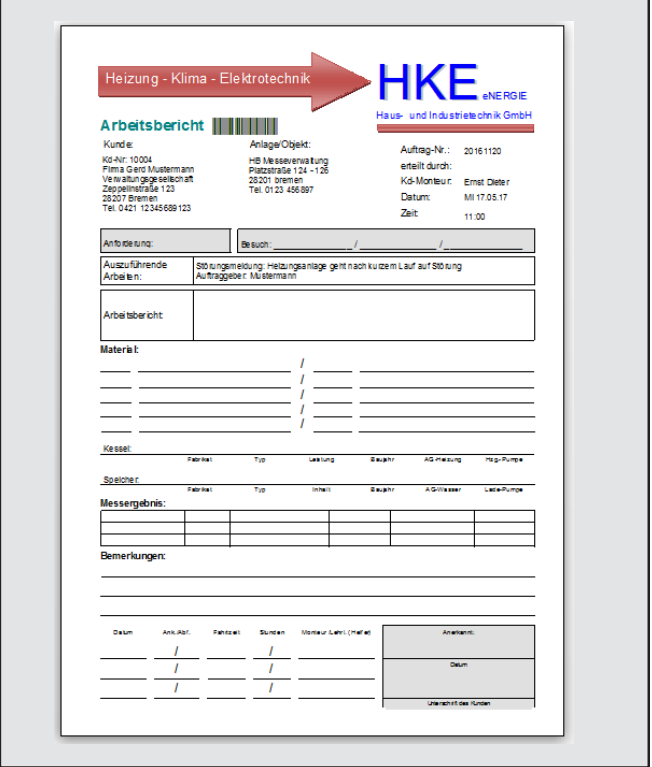 Heizung - Klima - Elektrotechnik
HKE eNERGIE
Haus- und Industrietechnik GmbH
Arbeitsbericht
Kunde:
Kd-Nr: 10004
Firma Gerd Mustermann
Verwaltungsgesellschaft
Zeppelinstraße 123
28207 Bremen
Tel. 0421 12345689123
Anlage/Objekt:
HB Messeverwaltung
Platzstraße 124 -126
28201 bremen
Tel. 0123 456897
Auftrag-Nr.: 20161120
erteilt durch:
Kd-Monteur: Ernst Dieter
Datum: MI 17.05.17
Zeit: 11:00
Anforderung:
Besuch: / /
Auszuführende
Arbeiten:
Störungsmeldung: Heizungsanlage geht nach kurzem Lauf auf Störung
Auftraggeber: Mustermann
Arbeitsbericht:
Material:
/
/
/
/
/
Kessel:
Fabrikat Typ Leistung Baujahr AG-Heizung Hzg.-Pumpe
Speicher:
Fabrikat Typ Inhalt Baujahr AG-Wasser Lade-Pumpe
Messergebnis:
Bemerkungen:
Datum Ank./Abf. Fahrtzeit Stunden Monteur /Lehrl. ( Helfer)
/ /
/ /
/ /
Anerkannt:
Datum
Unterschrift des Kunden